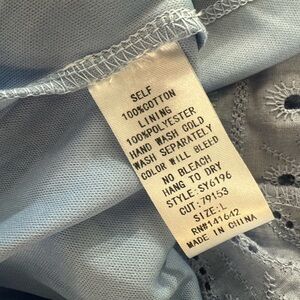 SELF
100%COTTON
LINING
100%POLYESTER
HAND WASH COLD
WASH SEPARATELY
COLOR WILL BLEED
NO BLEACH
HANG TO DRY
STYLE:SY6196
CUT:79153
SIZE:L
RN#141642
MADE IN CHINA